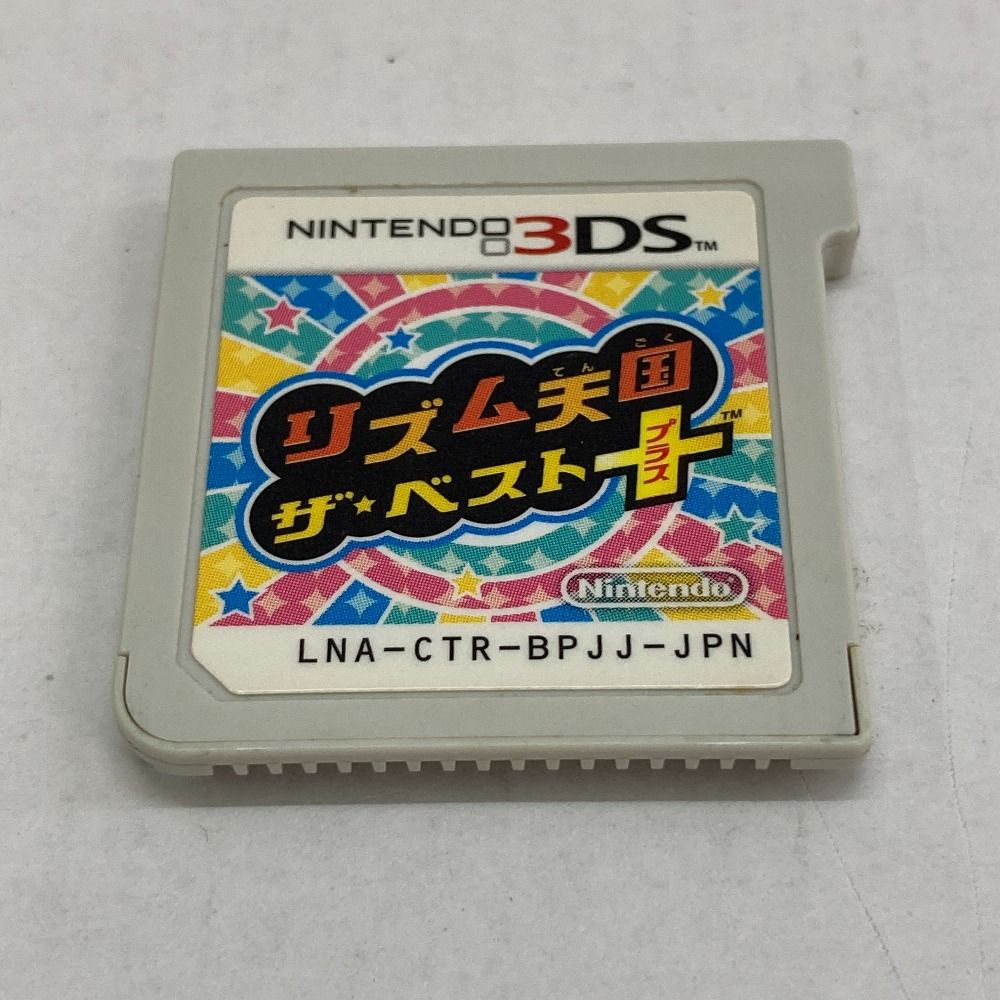 NINTENDO 3DS™
リズム天国
てんごく
ザ★ベスト+™
プラス
Nintendo
LNA-CTR-BPJJ-JPN